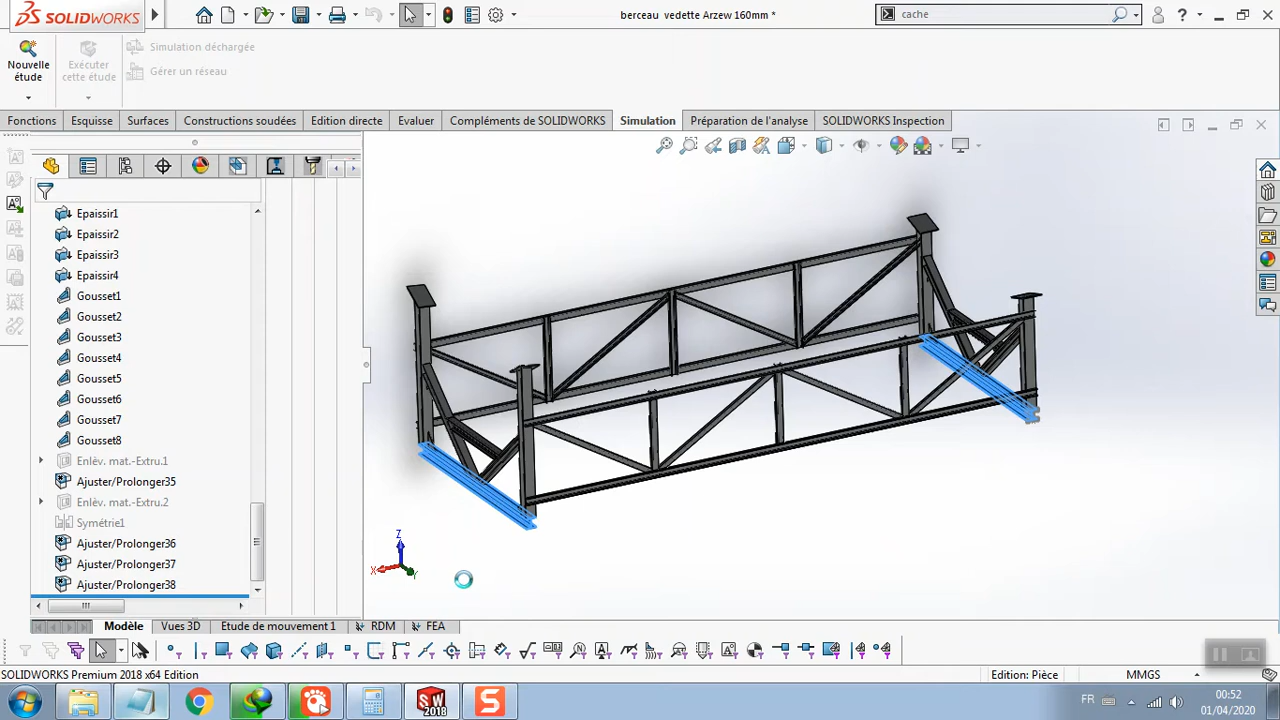 SOLIDWORKS
berceau vedette Arzew 160mm *
cache
?
Nouvelle étude
Exécuter cette étude
Simulation déchargée
Gérer un réseau
Fonctions Esquisse Surfaces Constructions soudées Edition directe Evaluer Compléments de SOLIDWORKS Simulation Préparation de l'analyse SOLIDWORKS Inspection
Epaissir1
Epaissir2
Epaissir3
Epaissir4
Gousset1
Gousset2
Gousset3
Gousset4
Gousset5
Gousset6
Gousset7
Gousset8
Enlèv. mat.-Extru.1
Ajuster/Prolonger35
Enlèv. mat.-Extru.2
Symétrie1
Ajuster/Prolonger36
Ajuster/Prolonger37
Ajuster/Prolonger38
Z
X
Y
Modèle Vues 3D Etude de mouvement 1 RDM FEA
SOLIDWORKS Premium 2018 x64 Edition
Edition: Pièce
MMGS
SW 2018
S
FR
00:52
01/04/2020